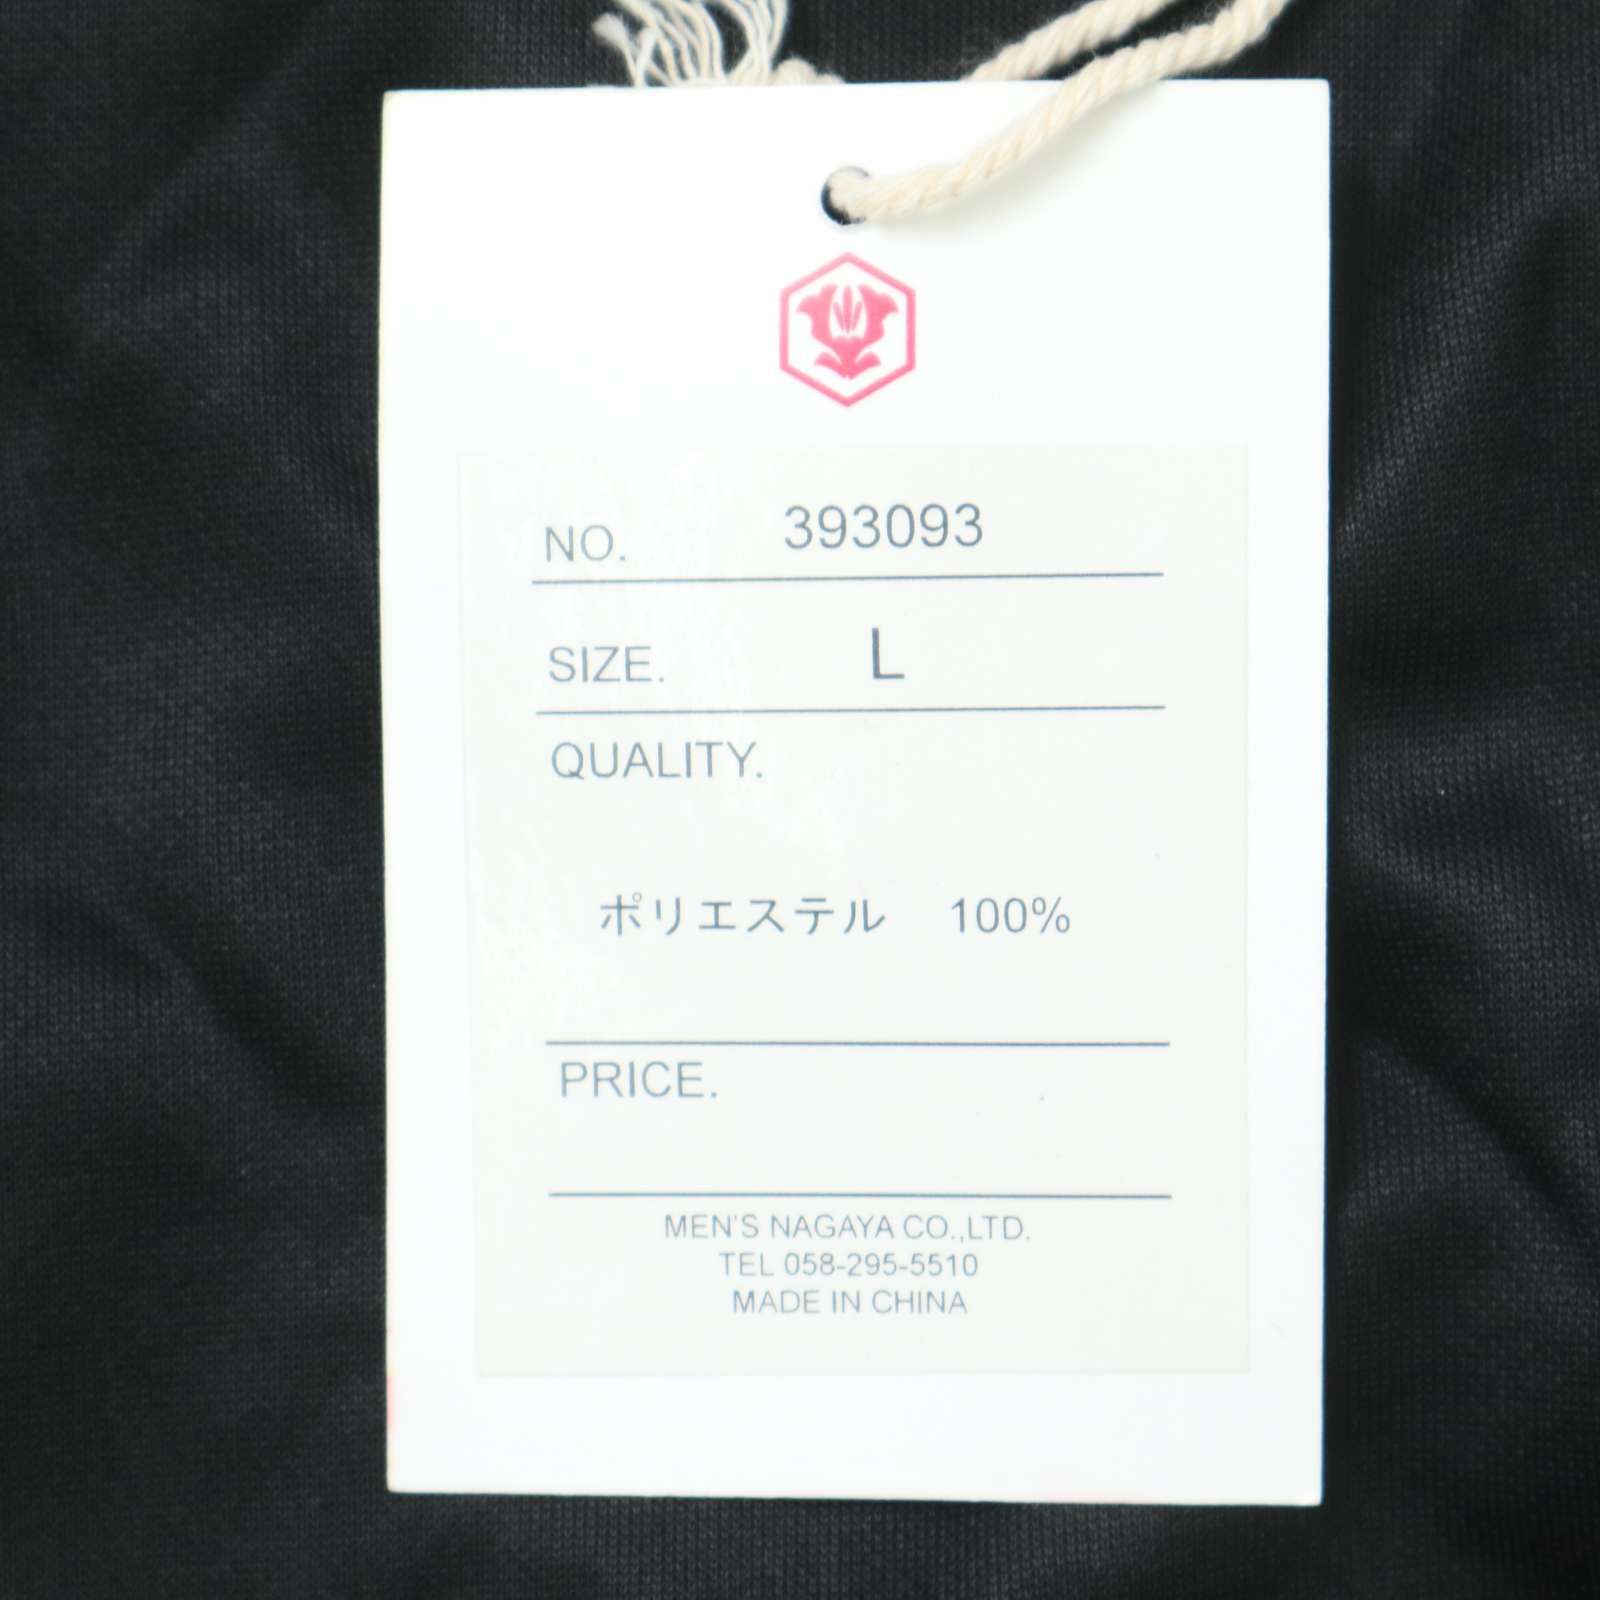 NO. 393093
SIZE. L
QUALITY.
ポリエステル 100%
PRICE.
MEN'S NAGAYA CO.,LTD.
TEL 058-295-5510
MADE IN CHINA